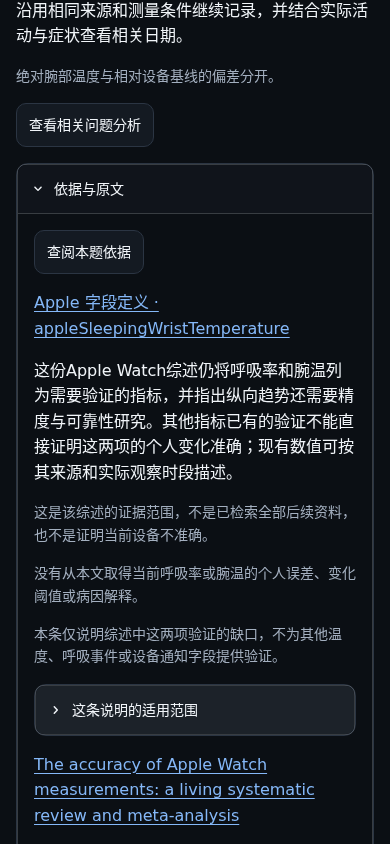 沿用相同来源和测量条件继续记录，并结合实际活
动与症状查看相关日期。
绝对腕部温度与相对设备基线的偏差分开。
查看相关问题分析
依据与原文
查阅本题依据
Apple 字段定义 ·
appleSleepingWristTemperature
这份Apple Watch综述仍将呼吸率和腕温列
为需要验证的指标，并指出纵向趋势还需要精
度与可靠性研究。其他指标已有的验证不能直
接证明这两项的个人变化准确；现有数值可按
其来源和实际观察时段描述。
这是该综述的证据范围，不是已检索全部后续资料，
也不是证明当前设备不准确。
没有从本文取得当前呼吸率或腕温的个人误差、变化
阈值或病因解释。
本条仅说明综述中这两项验证的缺口，不为其他温
度、呼吸事件或设备通知字段提供验证。
这条说明的适用范围
The accuracy of Apple Watch
measurements: a living systematic
review and meta-analysis